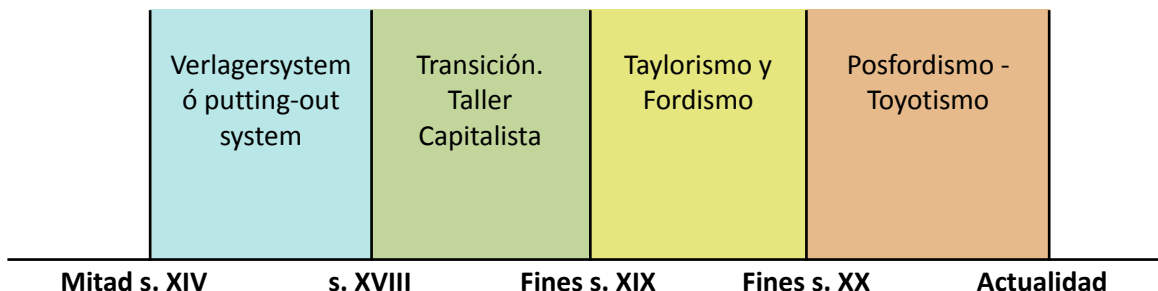 Verlagersystem
ó putting-out
system
Transición.
Taller
Capitalista
Taylorismo y
Fordismo
Posfordismo -
Toyotismo
Mitad s. XIV
s. XVIII
Fines s. XIX
Fines s. XX
Actualidad